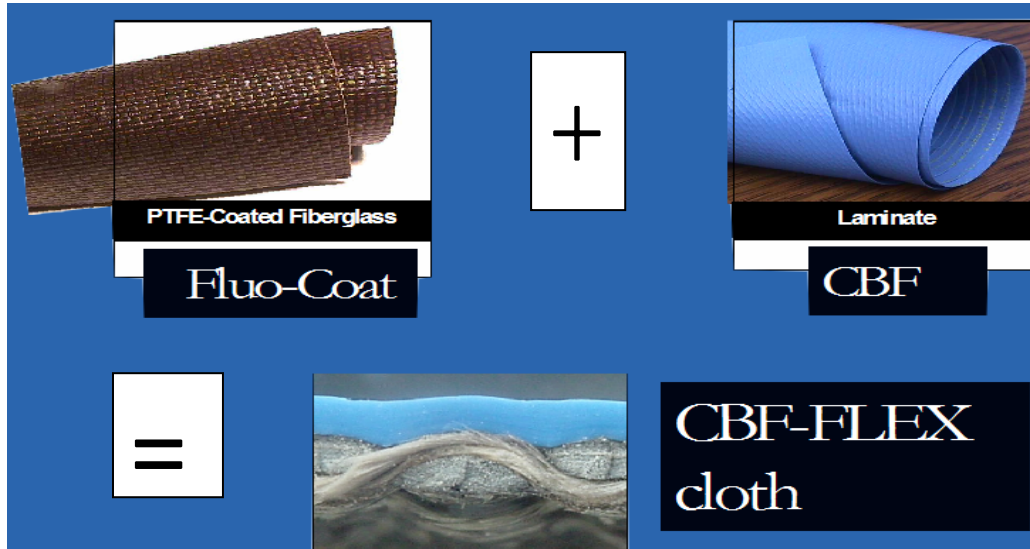 +
PTFE-Coated Fiberglass
Laminate
Fluo-Coat
CBF
=
CBF-FLEX
cloth